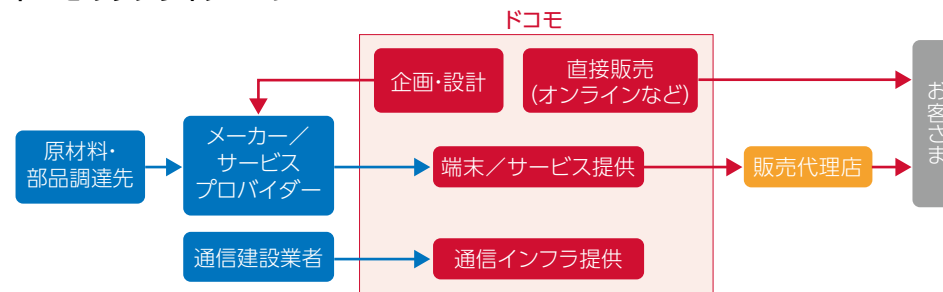 ドコモ
企画・設計
直接販売
(オンラインなど)
お客さま
原材料・
部品調達先
メーカー／
サービス
プロバイダー
端末／サービス提供
販売代理店
通信建設業者
通信インフラ提供